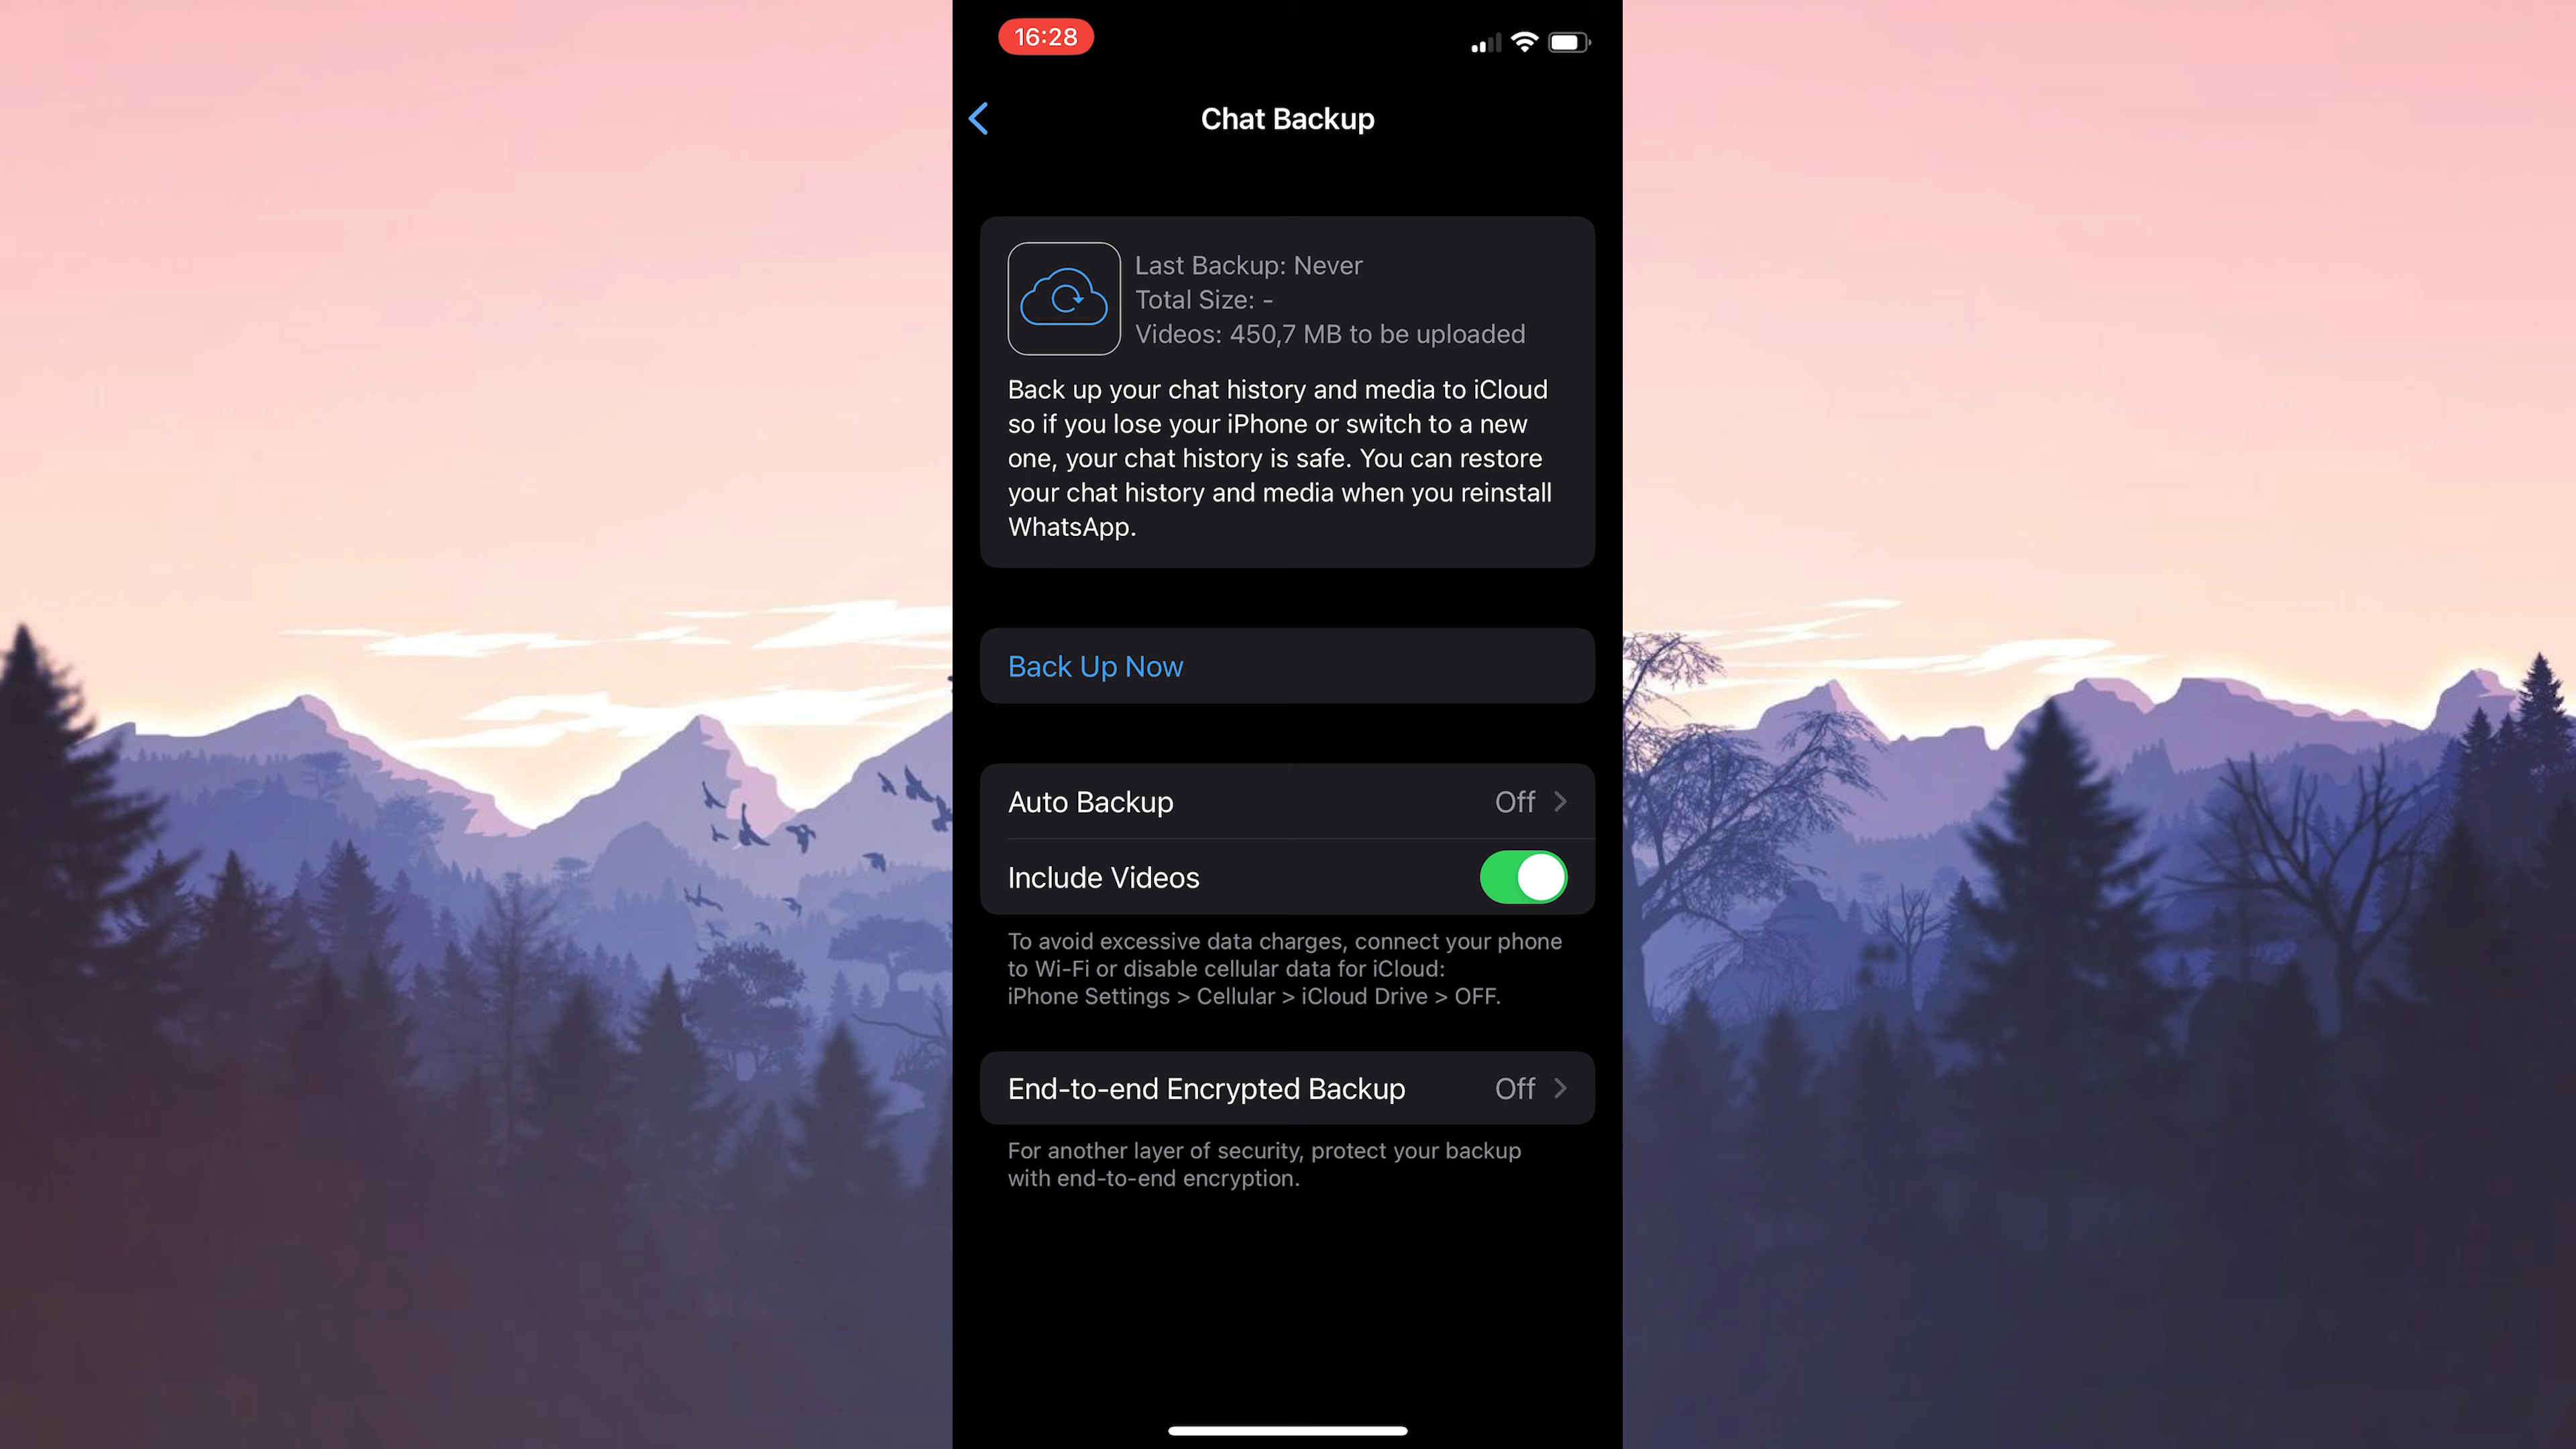 16:28
Chat Backup
Last Backup: Never
Total Size: -
Videos: 450,7 MB to be uploaded
Back up your chat history and media to iCloud
so if you lose your iPhone or switch to a new
one, your chat history is safe. You can restore
your chat history and media when you reinstall
WhatsApp.
Back Up Now
Auto Backup Off
Include Videos
To avoid excessive data charges, connect your phone
to Wi-Fi or disable cellular data for iCloud:
iPhone Settings > Cellular > iCloud Drive > OFF.
End-to-end Encrypted Backup Off
For another layer of security, protect your backup
with end-to-end encryption.